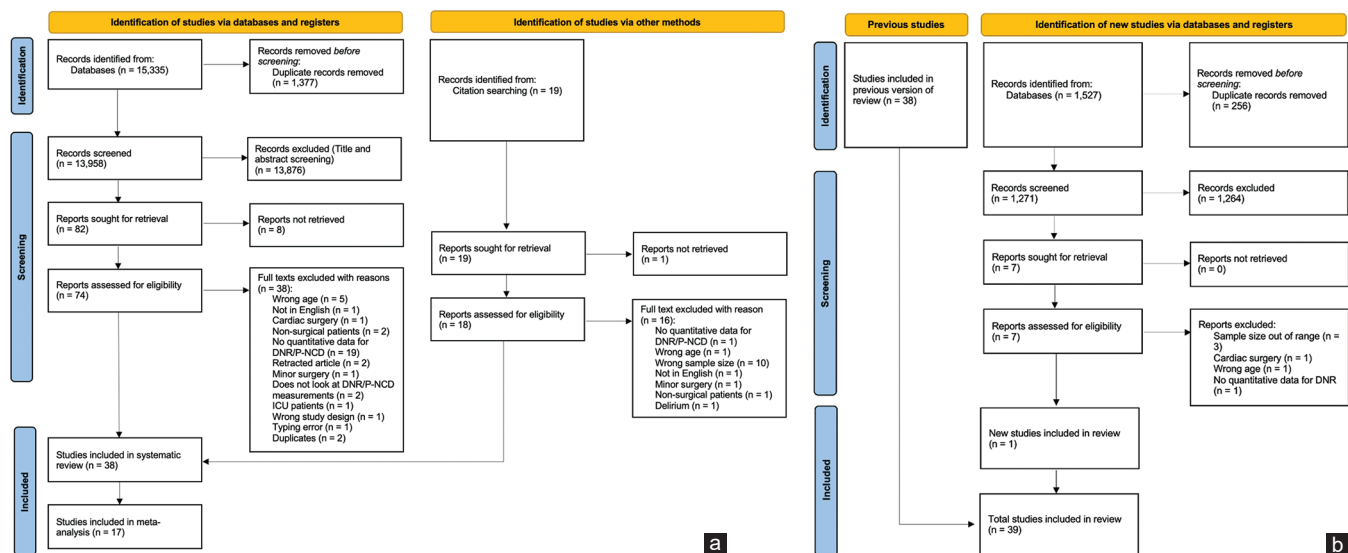 Identification of studies via databases and registers
Identification of studies via other methods
Identification
Records identified from:
Databases (n = 15,335)
Records removed before
screening:
Duplicate records removed
(n = 1,377)
Records identified from:
Citation searching (n = 19)
Screening
Records screened
(n = 13,958)
Records excluded (Title and
abstract screening)
(n = 13,876)
Reports sought for retrieval
(n = 82)
Reports not retrieved
(n = 8)
Reports sought for retrieval
(n = 19)
Reports not retrieved
(n = 1)
Reports assessed for eligibility
(n = 74)
Full texts excluded with reasons
(n = 38):
Wrong age (n = 5)
Not in English (n = 1)
Cardiac surgery (n = 1)
Non-surgical patients (n = 2)
No quantitative data for
DNR/P-NCD (n = 19)
Retracted article (n = 2)
Minor surgery (n = 1)
Does not look at DNR/P-NCD
measurements (n = 2)
ICU patients (n = 1)
Wrong study design (n = 1)
Typing error (n = 1)
Duplicates (n = 2)
Reports assessed for eligibility
(n = 18)
Full text excluded with reason
(n = 16):
No quantitative data for
DNR/P-NCD (n = 1)
Wrong age (n = 1)
Wrong sample size (n = 10)
Not in English (n = 1)
Minor surgery (n = 1)
Non-surgical patients (n = 1)
Delirium (n = 1)
Included
Studies included in systematic
review (n = 38)
Studies included in meta-
analysis (n = 17)
a
Previous studies
Identification of new studies via databases and registers
Identification
Studies included in
previous version of
review (n = 38)
Records identified from:
Databases (n = 1,527)
Records removed before
screening:
Duplicate records removed
(n = 256)
Screening
Records screened
(n = 1,271)
Records excluded
(n = 1,264)
Reports sought for retrieval
(n = 7)
Reports not retrieved
(n = 0)
Reports assessed for eligibility
(n = 7)
Reports excluded:
Sample size out of range (n =
3)
Cardiac surgery (n = 1)
Wrong age (n = 1)
No quantitative data for DNR
(n = 1)
Included
New studies included in review
(n = 1)
Total studies included in review
(n = 39)
b